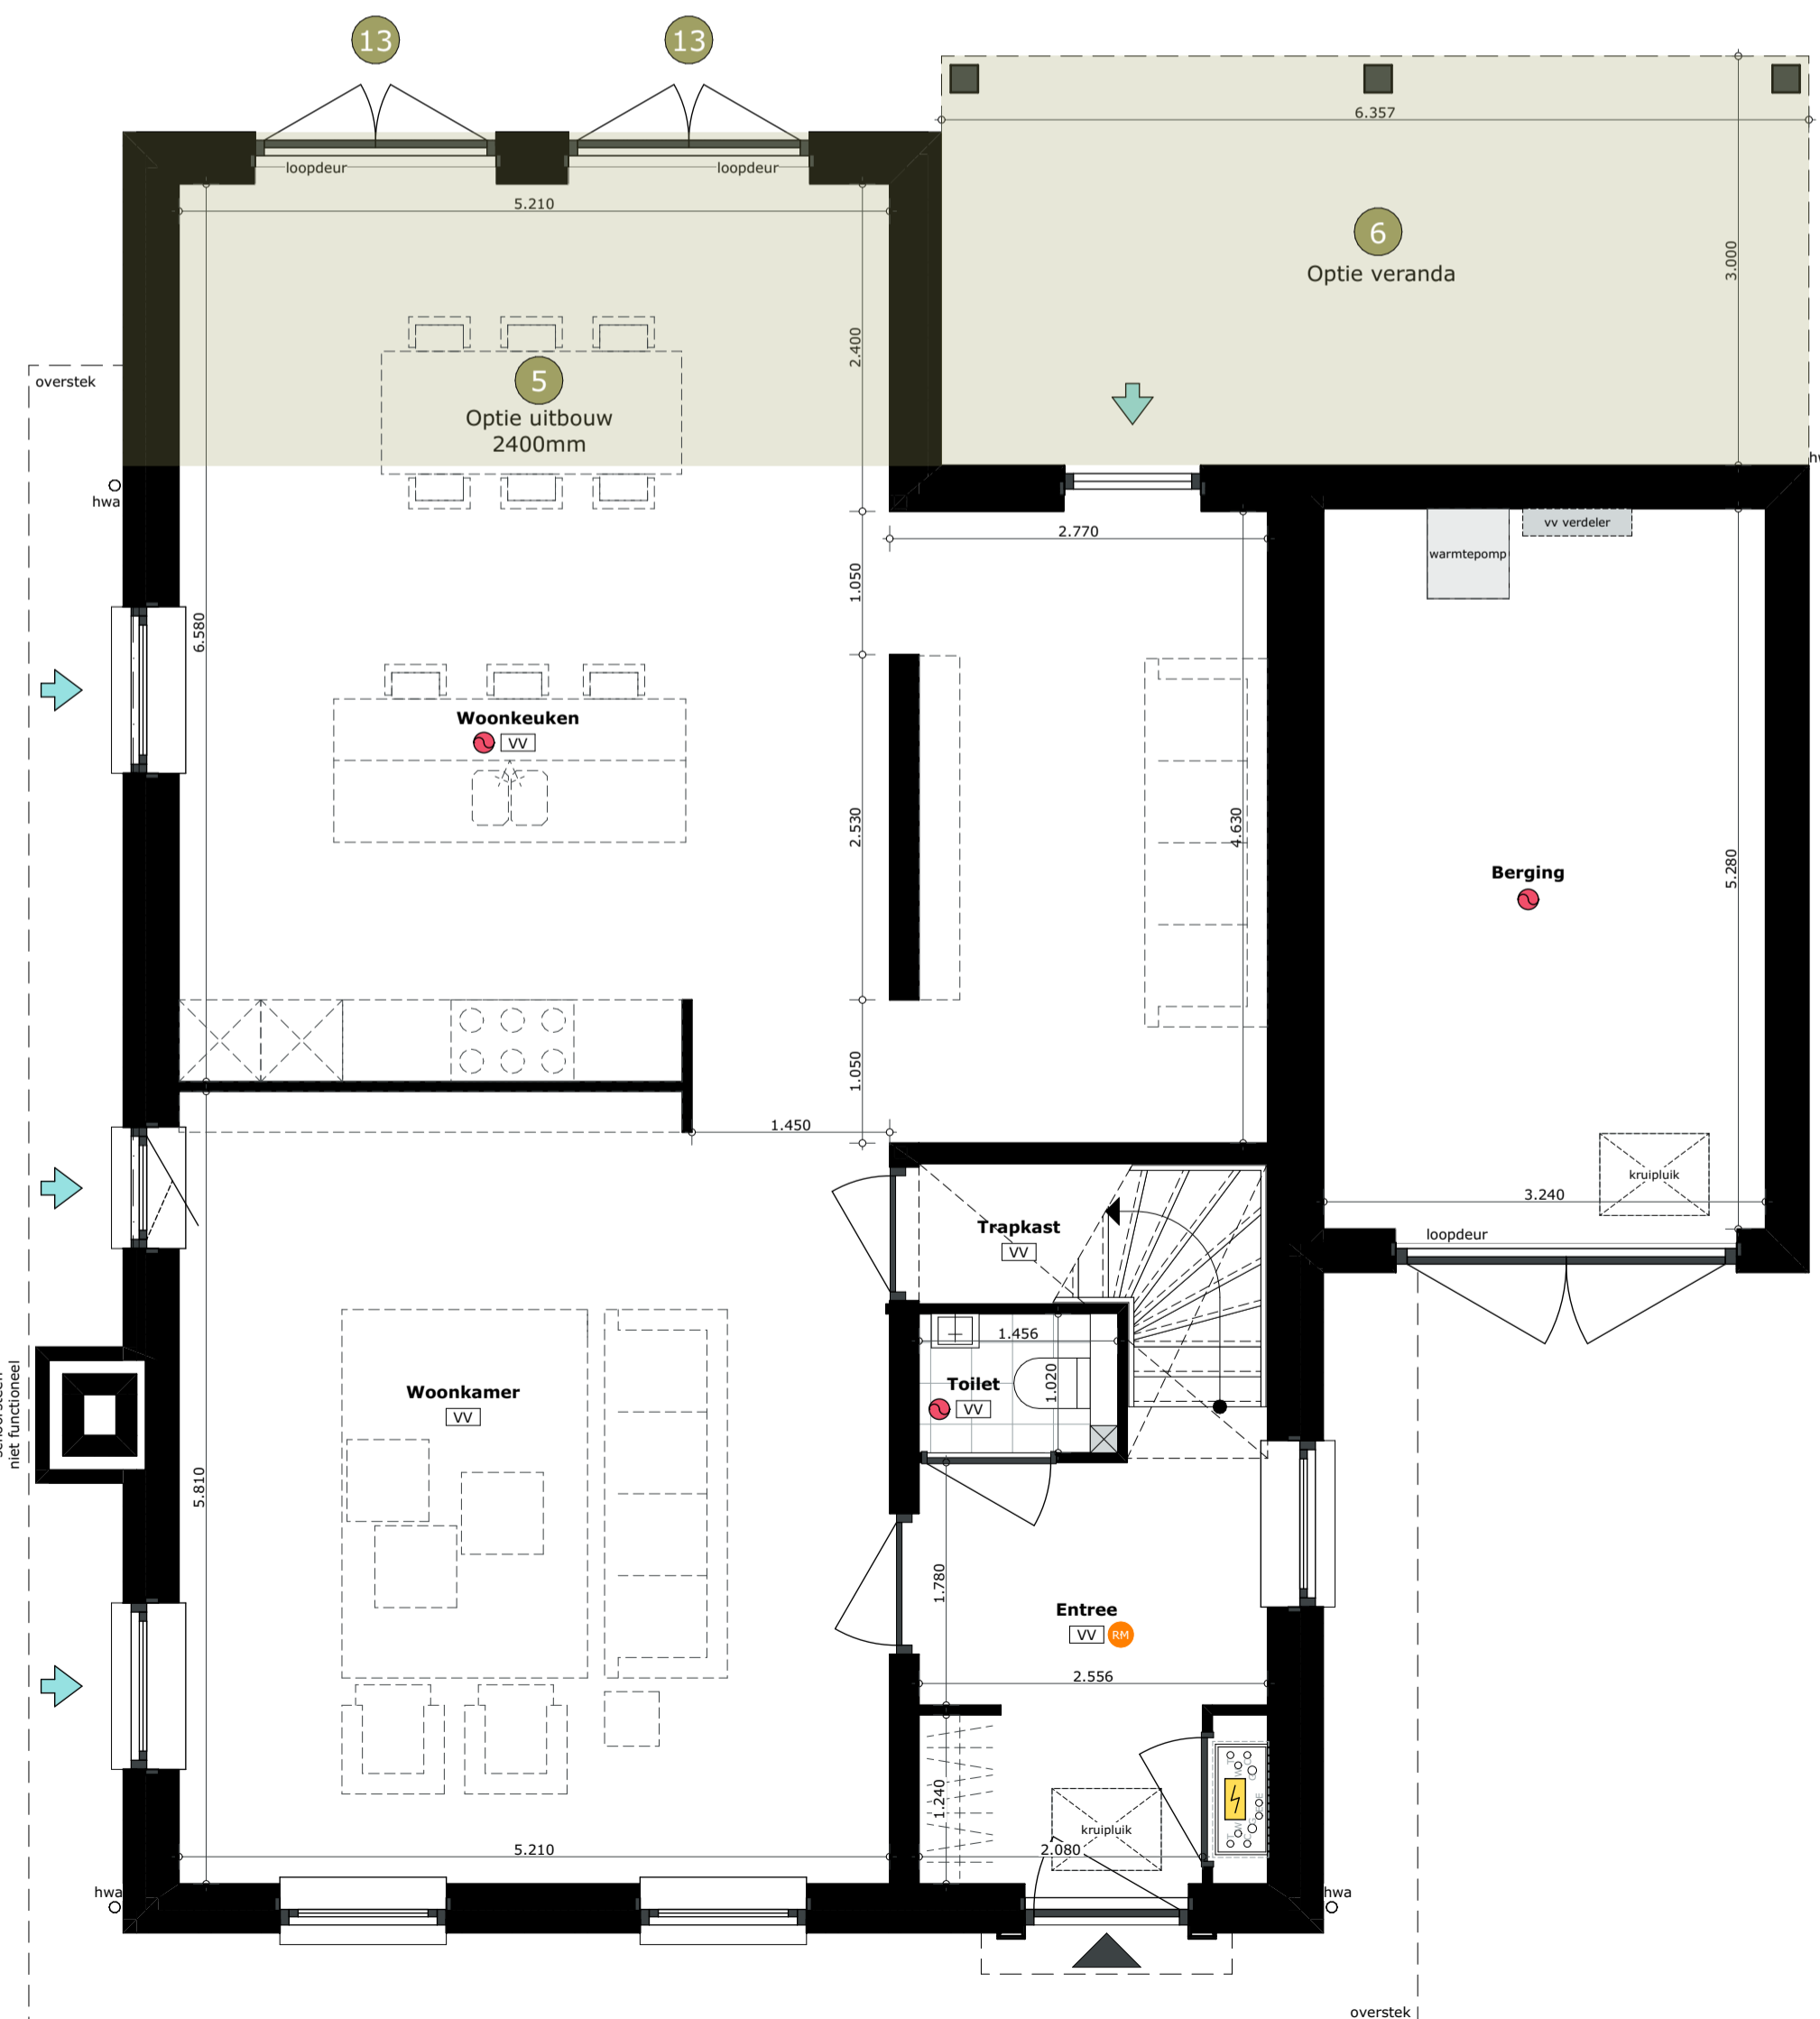 13
13
loopdeur
loopdeur
6.357
5.210
6
Optie veranda
3.000
2.400
overstek
5
Optie uitbouw
2400mm
hwa
2.770
vv verdeler
warmtepomp
1.050
6.580
Woonkeuken
VV
2.530
4.630
5.280
Berging
1.050
1.450
kruipluik
3.240
loopdeur
Trapkast
VV
1.456
1.020
Toilet
VV
Woonkamer
VV
niet functioneel
5.810
1.780
Entree
VV
RM
2.556
1.240
kruipluik
2.080
5.210
hwa
hwa
overstek